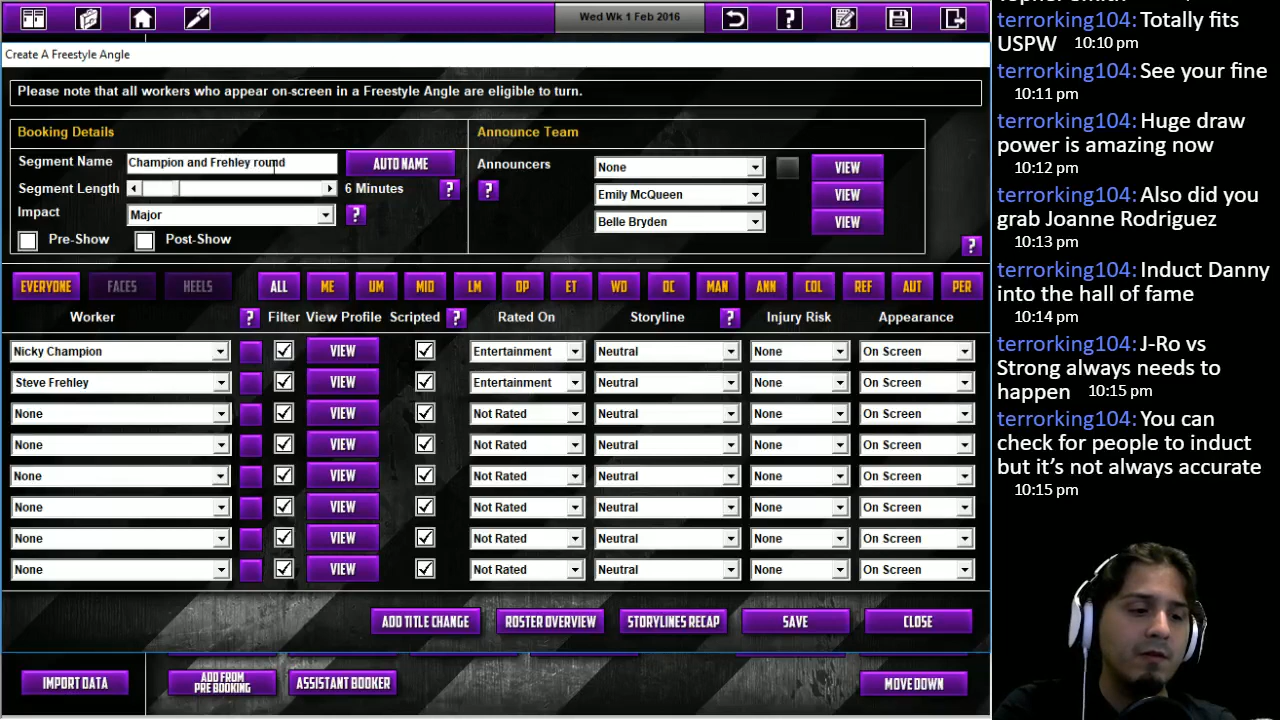 Wed Wk 1 Feb 2016
Create A Freestyle Angle
Please note that all workers who appear on-screen in a Freestyle Angle are eligible to turn.
Booking Details
Segment Name Champion and Frehley round AUTO NAME
Segment Length 6 Minutes ?
Impact Major ?
Pre-Show Post-Show
Announce Team
Announcers None VIEW
? Emily McQueen VIEW
Belle Bryden VIEW
?
EVERYONE FACES HEELS ALL ME UM MID LM OP ET WD OC MAN ANN COL REF AUT PER
Worker ? Filter View Profile Scripted ? Rated On Storyline ? Injury Risk Appearance
Nicky Champion VIEW Entertainment Neutral None On Screen
Steve Frehley VIEW Entertainment Neutral None On Screen
None VIEW Not Rated Neutral None On Screen
None VIEW Not Rated Neutral None On Screen
None VIEW Not Rated Neutral None On Screen
None VIEW Not Rated Neutral None On Screen
None VIEW Not Rated Neutral None On Screen
None VIEW Not Rated Neutral None On Screen
ADD TITLE CHANGE ROSTER OVERVIEW STORYLINES RECAP SAVE CLOSE
IMPORT DATA ADD FROM PRE BOOKING ASSISTANT BOOKER MOVE DOWN
terrorking104: Totally fits
USPW 10:10 pm
terrorking104: See your fine
10:11 pm
terrorking104: Huge draw
power is amazing now
10:12 pm
terrorking104: Also did you
grab Joanne Rodriguez
10:13 pm
terrorking104: Induct Danny
into the hall of fame
10:14 pm
terrorking104: J-Ro vs
Strong always needs to
happen 10:15 pm
terrorking104: You can
check for people to induct
but it's not always accurate
10:15 pm